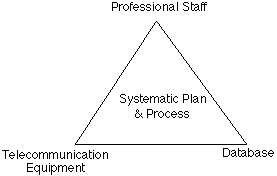 Professional Staff
Systematic Plan
& Process
Telecommunication
Equipment
Database